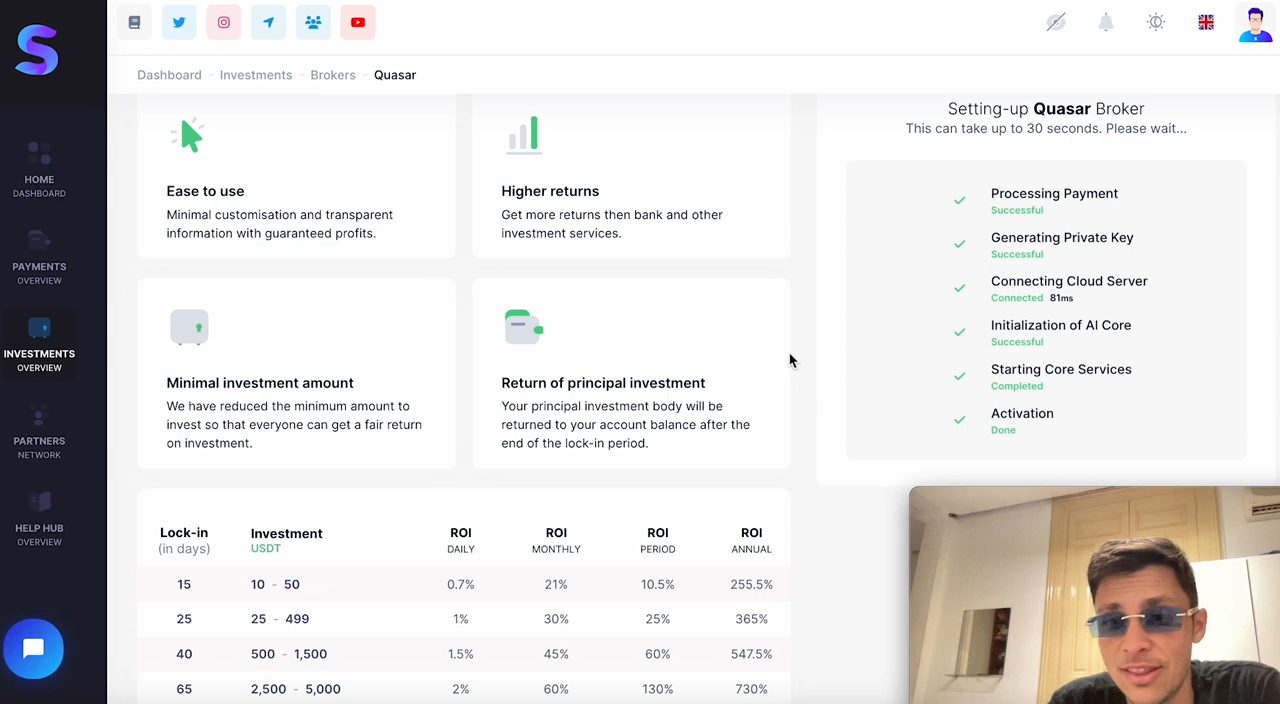 Dashboard - Investments - Brokers - Quasar
HOME
DASHBOARD
PAYMENTS
OVERVIEW
INVESTMENTS
OVERVIEW
PARTNERS
NETWORK
HELP HUB
OVERVIEW
Ease to use
Minimal customisation and transparent
information with guaranteed profits.
Higher returns
Get more returns then bank and other
investment services.
Minimal investment amount
We have reduced the minimum amount to
invest so that everyone can get a fair return
on investment.
Return of principal investment
Your principal investment body will be
returned to your account balance after the
end of the lock-in period.
Setting-up Quasar Broker
This can take up to 30 seconds. Please wait...
Processing Payment
Successful
Generating Private Key
Successful
Connecting Cloud Server
Connected 81ms
Initialization of AI Core
Successful
Starting Core Services
Completed
Activation
Done
Lock-in Investment ROI ROI ROI ROI
(in days) USDT DAILY MONTHLY PERIOD ANNUAL
15 10 - 50 0.7% 21% 10.5% 255.5%
25 25 - 499 1% 30% 25% 365%
40 500 - 1,500 1.5% 45% 60% 547.5%
65 2,500 - 5,000 2% 60% 130% 730%